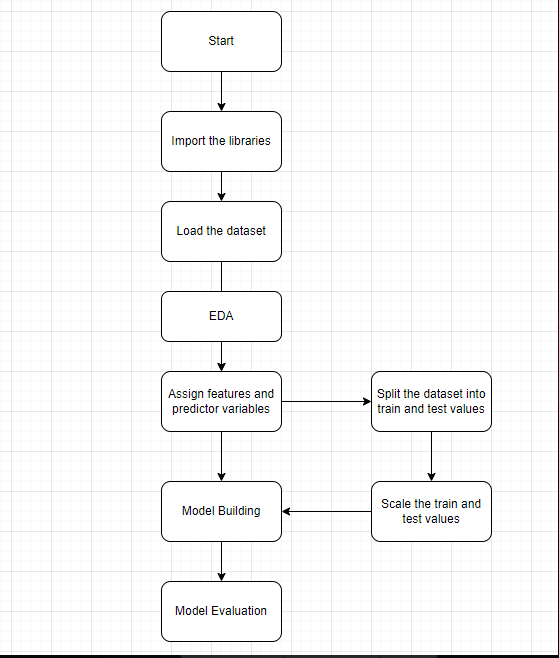 Start
Import the libraries
Load the dataset
EDA
Assign features and
predictor variables
Split the dataset into
train and test values
Model Building
Scale the train and
test values
Model Evaluation